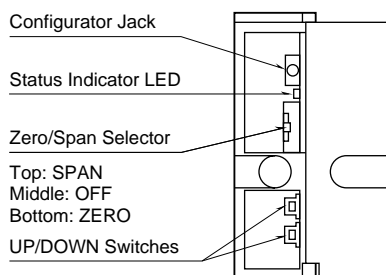 Configurator Jack
Status Indicator LED
Zero/Span Selector
Top: SPAN
Middle: OFF
Bottom: ZERO
UP/DOWN Switches